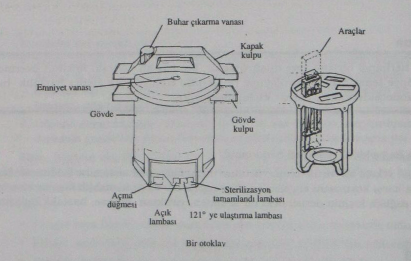 Buhar çıkarma vanası
Kapak
kulpu
Araçlar
Emniyet vanası
Gövde
Gövde
kulpu
Açma
düğmesi
Açık
lambası
121° ye ulaştırma lambası
Sterilizasyon
tamamlandı lambası
Bir otoklav